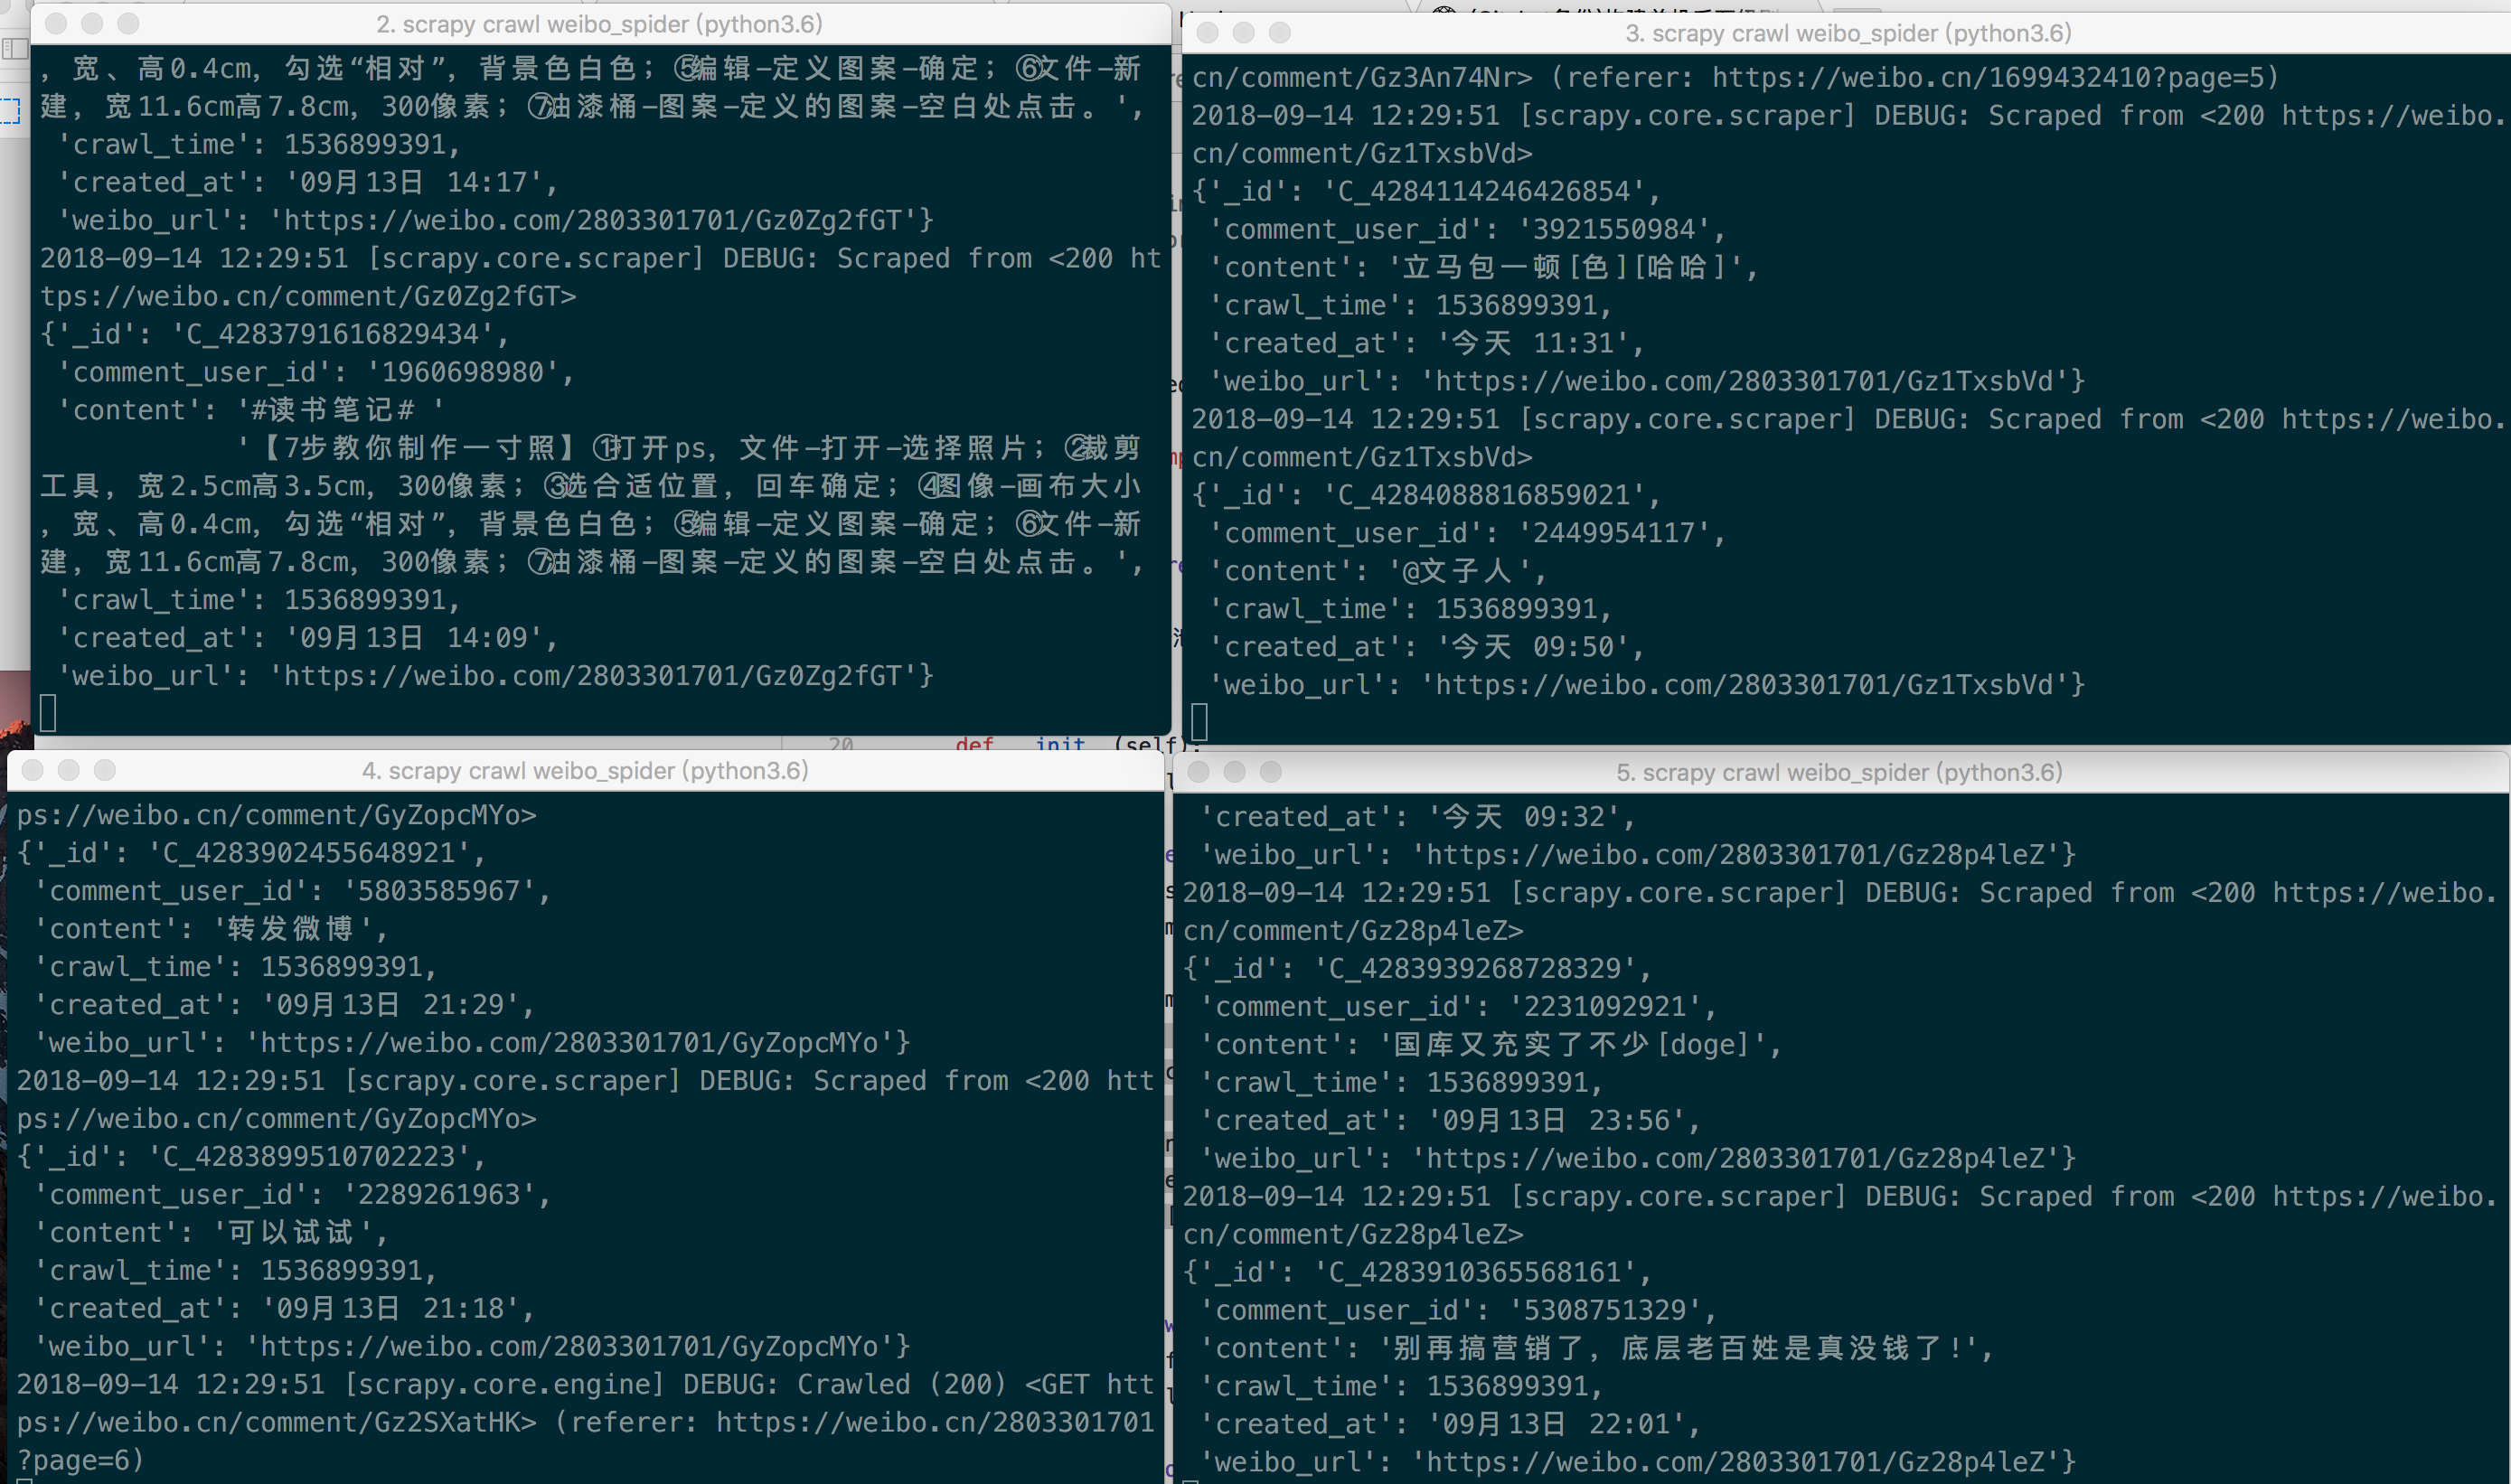 2. scrapy crawl weibo_spider (python3.6)
，宽、高0.4cm，勾选“相对”，背景色白色；⑤编辑-定义图案-确定；⑥文件-新
建，宽11.6cm高7.8cm，300像素；⑦油漆桶-图案-定义的图案-空白处点击。',
'crawl_time': 1536899391,
'created_at': '09月13日 14:17',
'weibo_url': 'https://weibo.com/2803301701/Gz0Zg2fGT'}
2018-09-14 12:29:51 [scrapy.core.scraper] DEBUG: Scraped from <200 ht
tps://weibo.cn/comment/Gz0Zg2fGT>
{'_id': 'C_4283791616829434',
'comment_user_id': '1960698980',
'content': '#读书笔记# '
'【7步教你制作一寸照】①打开ps，文件-打开-选择照片；②裁剪
工具，宽2.5cm高3.5cm，300像素；③选合适位置，回车确定；④图像-画布大小
，宽、高0.4cm，勾选“相对”，背景色白色；⑤编辑-定义图案-确定；⑥文件-新
建，宽11.6cm高7.8cm，300像素；⑦油漆桶-图案-定义的图案-空白处点击。',
'crawl_time': 1536899391,
'created_at': '09月13日 14:09',
'weibo_url': 'https://weibo.com/2803301701/Gz0Zg2fGT'}
3. scrapy crawl weibo_spider (python3.6)
cn/comment/Gz3An74Nr> (referer: https://weibo.cn/1699432410?page=5)
2018-09-14 12:29:51 [scrapy.core.scraper] DEBUG: Scraped from <200 https://weibo.
cn/comment/Gz1TxsbVd>
{'_id': 'C_4284114246426854',
'comment_user_id': '3921550984',
'content': '立马包一顿[色][哈哈]',
'crawl_time': 1536899391,
'created_at': '今天 11:31',
'weibo_url': 'https://weibo.com/2803301701/Gz1TxsbVd'}
2018-09-14 12:29:51 [scrapy.core.scraper] DEBUG: Scraped from <200 https://weibo.
cn/comment/Gz1TxsbVd>
{'_id': 'C_4284088816859021',
'comment_user_id': '2449954117',
'content': '@文子人',
'crawl_time': 1536899391,
'created_at': '今天 09:50',
'weibo_url': 'https://weibo.com/2803301701/Gz1TxsbVd'}
20 def init (self):
4. scrapy crawl weibo_spider (python3.6)
ps://weibo.cn/comment/GyZopcMYo>
{'_id': 'C_4283902455648921',
'comment_user_id': '5803585967',
'content': '转发微博',
'crawl_time': 1536899391,
'created_at': '09月13日 21:29',
'weibo_url': 'https://weibo.com/2803301701/GyZopcMYo'}
2018-09-14 12:29:51 [scrapy.core.scraper] DEBUG: Scraped from <200 htt
ps://weibo.cn/comment/GyZopcMYo>
{'_id': 'C_4283899510702223',
'comment_user_id': '2289261963',
'content': '可以试试',
'crawl_time': 1536899391,
'created_at': '09月13日 21:18',
'weibo_url': 'https://weibo.com/2803301701/GyZopcMYo'}
2018-09-14 12:29:51 [scrapy.core.engine] DEBUG: Crawled (200) <GET htt
ps://weibo.cn/comment/Gz2SXatHK> (referer: https://weibo.cn/2803301701
?page=6)
5. scrapy crawl weibo_spider (python3.6)
'created_at': '今天 09:32',
'weibo_url': 'https://weibo.com/2803301701/Gz28p4leZ'}
2018-09-14 12:29:51 [scrapy.core.scraper] DEBUG: Scraped from <200 https://weibo.
cn/comment/Gz28p4leZ>
{'_id': 'C_4283939268728329',
'comment_user_id': '2231092921',
'content': '国库又充实了不少[doge]',
'crawl_time': 1536899391,
'created_at': '09月13日 23:56',
'weibo_url': 'https://weibo.com/2803301701/Gz28p4leZ'}
2018-09-14 12:29:51 [scrapy.core.scraper] DEBUG: Scraped from <200 https://weibo.
cn/comment/Gz28p4leZ>
{'_id': 'C_4283910365568161',
'comment_user_id': '5308751329',
'content': '别再搞营销了，底层老百姓是真没钱了!',
'crawl_time': 1536899391,
'created_at': '09月13日 22:01',
'weibo_url': 'https://weibo.com/2803301701/Gz28p4leZ'}